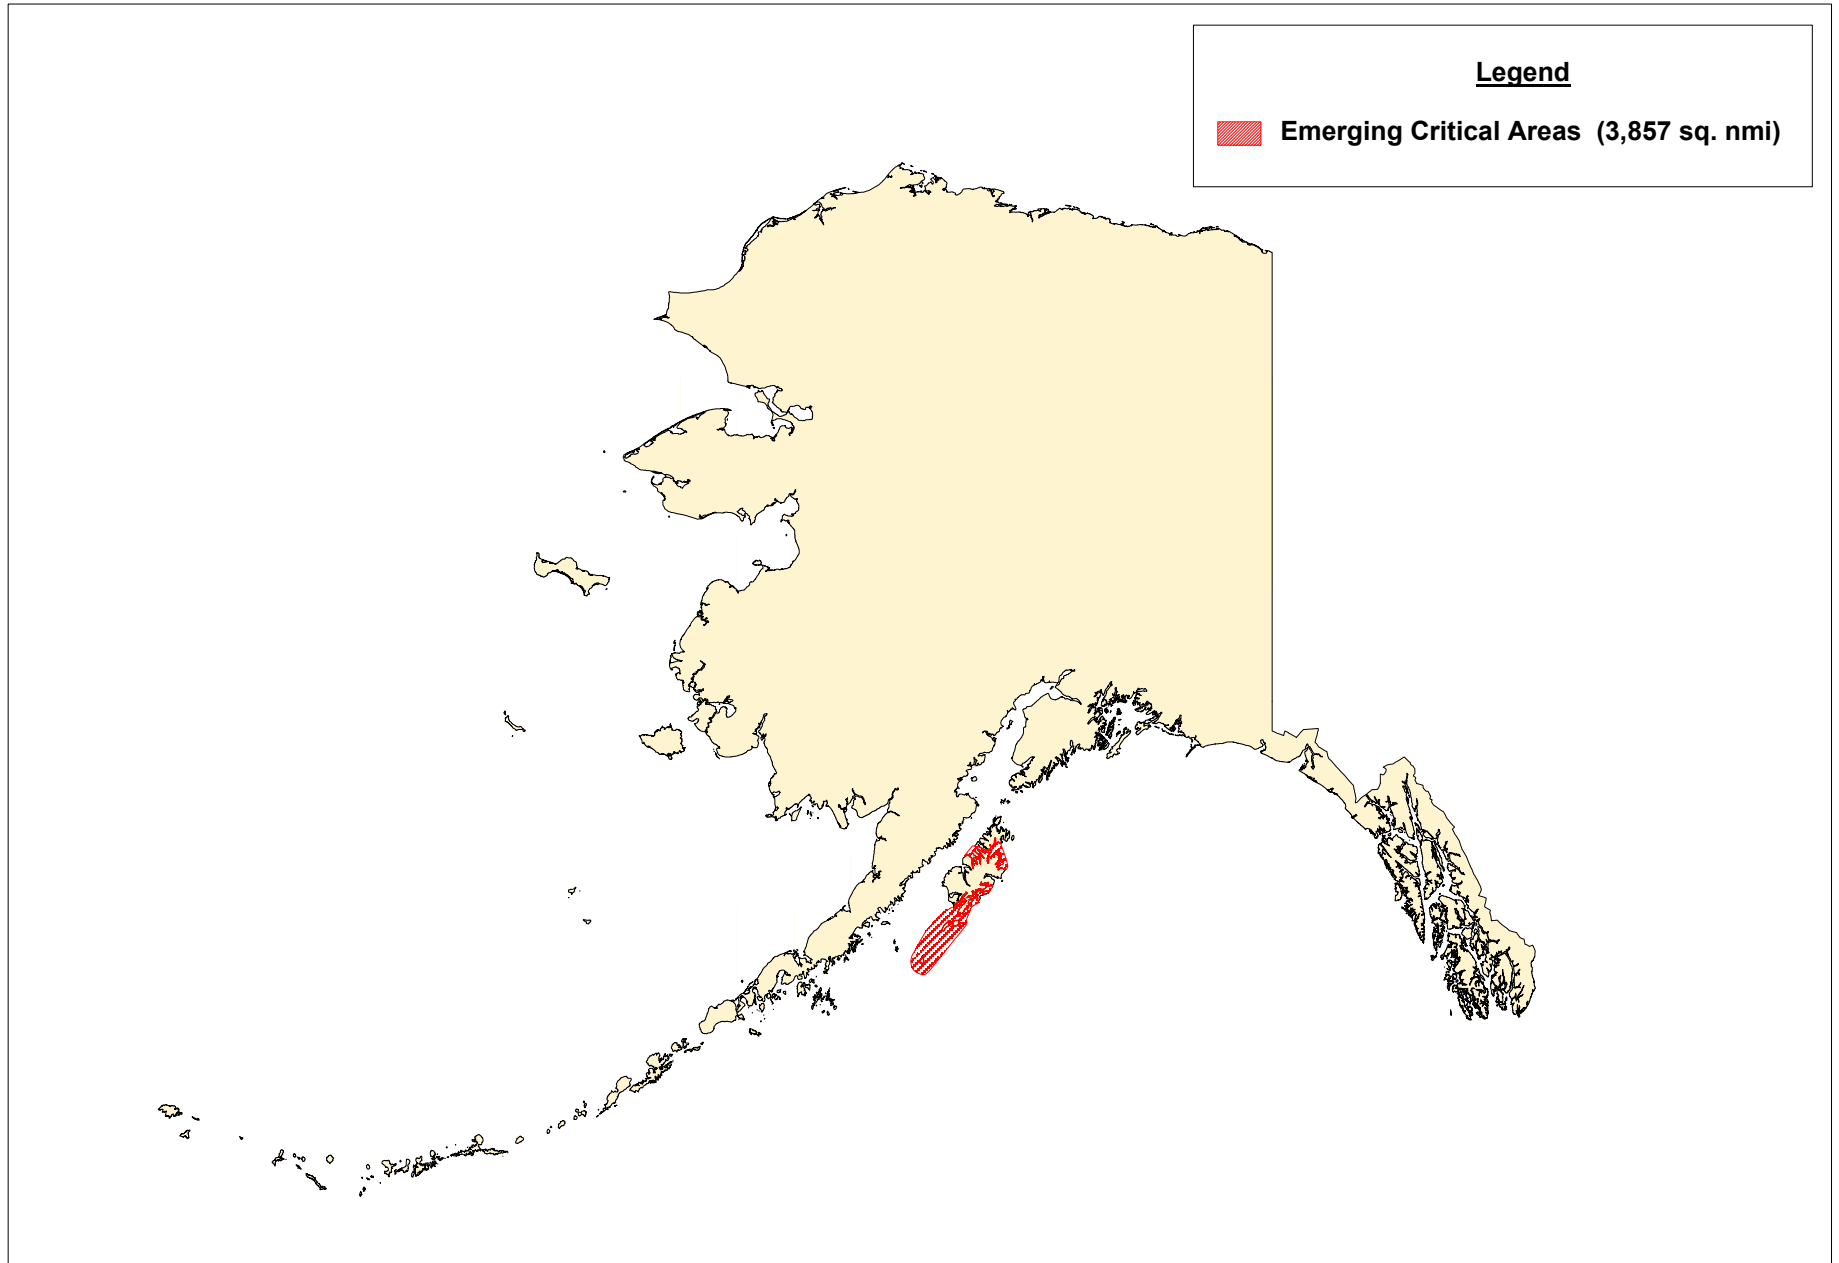 Legend
Emerging Critical Areas (3,857 sq. nmi)